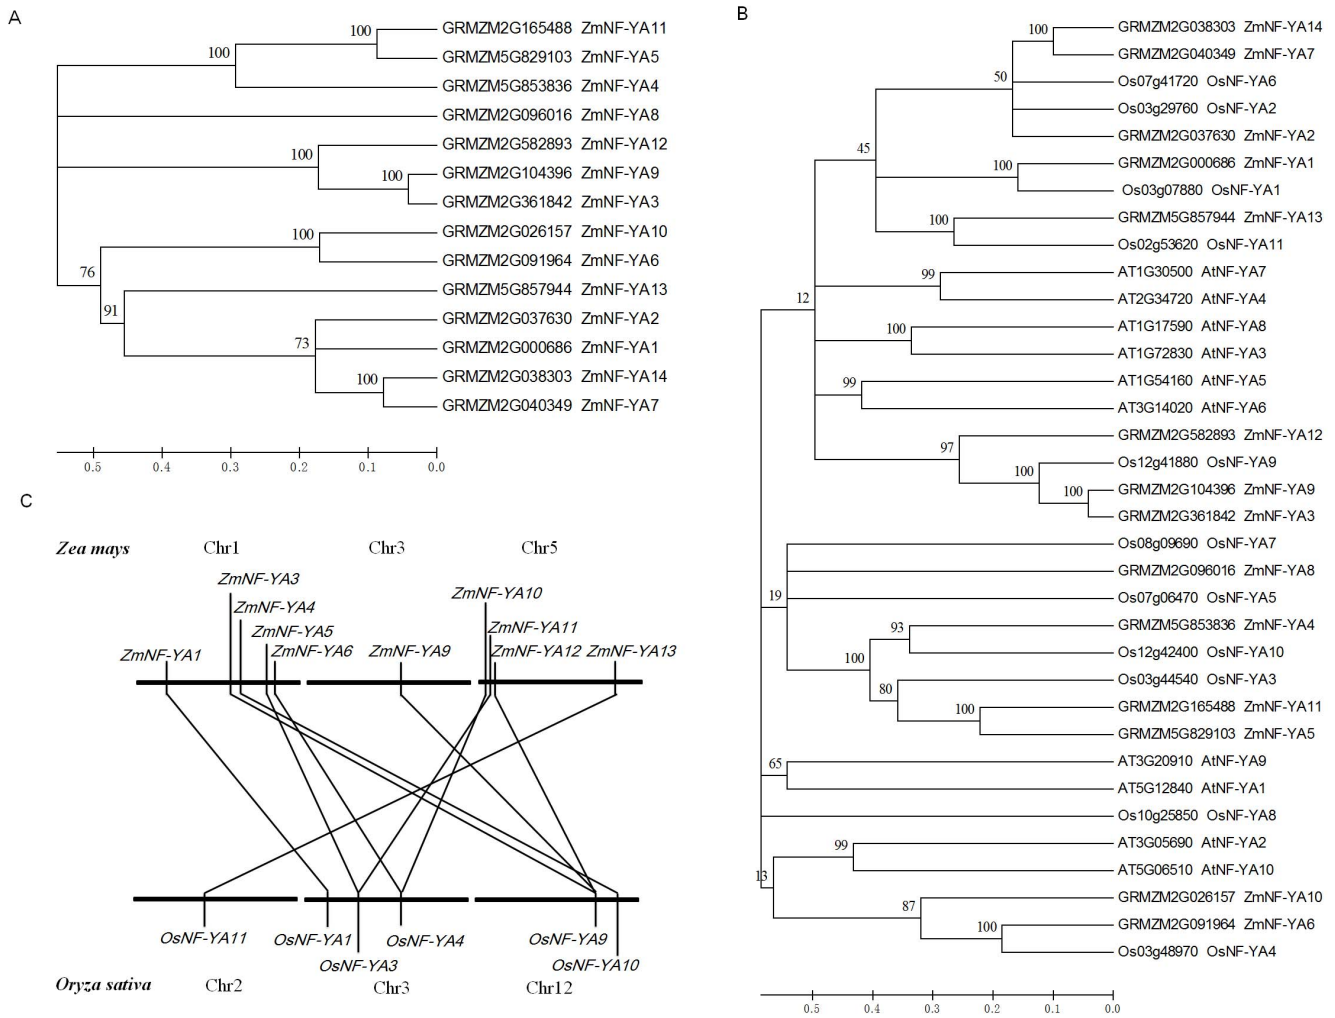 A
100
GRMZM2G165488 ZmNF-YA11
100
GRMZM5G829103 ZmNF-YA5
GRMZM5G853836 ZmNF-YA4
GRMZM2G096016 ZmNF-YA8
GRMZM2G582893 ZmNF-YA12
100
GRMZM2G104396 ZmNF-YA9
100
GRMZM2G361842 ZmNF-YA3
GRMZM2G026157 ZmNF-YA10
100
GRMZM2G091964 ZmNF-YA6
76
GRMZM5G857944 ZmNF-YA13
91
GRMZM2G037630 ZmNF-YA2
73
GRMZM2G000686 ZmNF-YA1
GRMZM2G038303 ZmNF-YA14
100
GRMZM2G040349 ZmNF-YA7
0.5 0.4 0.3 0.2 0.1 0.0
B
GRMZM2G038303 ZmNF-YA14
100
GRMZM2G040349 ZmNF-YA7
50
Os07g41720 OsNF-YA6
Os03g29760 OsNF-YA2
GRMZM2G037630 ZmNF-YA2
45
GRMZM2G000686 ZmNF-YA1
100
Os03g07880 OsNF-YA1
GRMZM5G857944 ZmNF-YA13
100
Os02g53620 OsNF-YA11
AT1G30500 AtNF-YA7
99
AT2G34720 AtNF-YA4
12
AT1G17590 AtNF-YA8
100
AT1G72830 AtNF-YA3
AT1G54160 AtNF-YA5
99
AT3G14020 AtNF-YA6
GRMZM2G582893 ZmNF-YA12
97
Os12g41880 OsNF-YA9
100
GRMZM2G104396 ZmNF-YA9
100
GRMZM2G361842 ZmNF-YA3
Os08g09690 OsNF-YA7
GRMZM2G096016 ZmNF-YA8
19
Os07g06470 OsNF-YA5
GRMZM5G853836 ZmNF-YA4
93
Os12g42400 OsNF-YA10
100
Os03g44540 OsNF-YA3
80
GRMZM2G165488 ZmNF-YA11
100
GRMZM5G829103 ZmNF-YA5
AT3G20910 AtNF-YA9
65
AT5G12840 AtNF-YA1
Os10g25850 OsNF-YA8
AT3G05690 AtNF-YA2
99
AT5G06510 AtNF-YA10
13
GRMZM2G026157 ZmNF-YA10
87
GRMZM2G091964 ZmNF-YA6
100
Os03g48970 OsNF-YA4
0.5 0.4 0.3 0.2 0.1 0.0
C
Zea mays Chr1 Chr3 Chr5
ZmNF-YA3
ZmNF-YA10
ZmNF-YA4
ZmNF-YA5
ZmNF-YA11
ZmNF-YA1 ZmNF-YA6 ZmNF-YA9 ZmNF-YA12 ZmNF-YA13
OsNF-YA11 OsNF-YA1 OsNF-YA4 OsNF-YA9
OsNF-YA3 OsNF-YA10
Oryza sativa Chr2 Chr3 Chr12